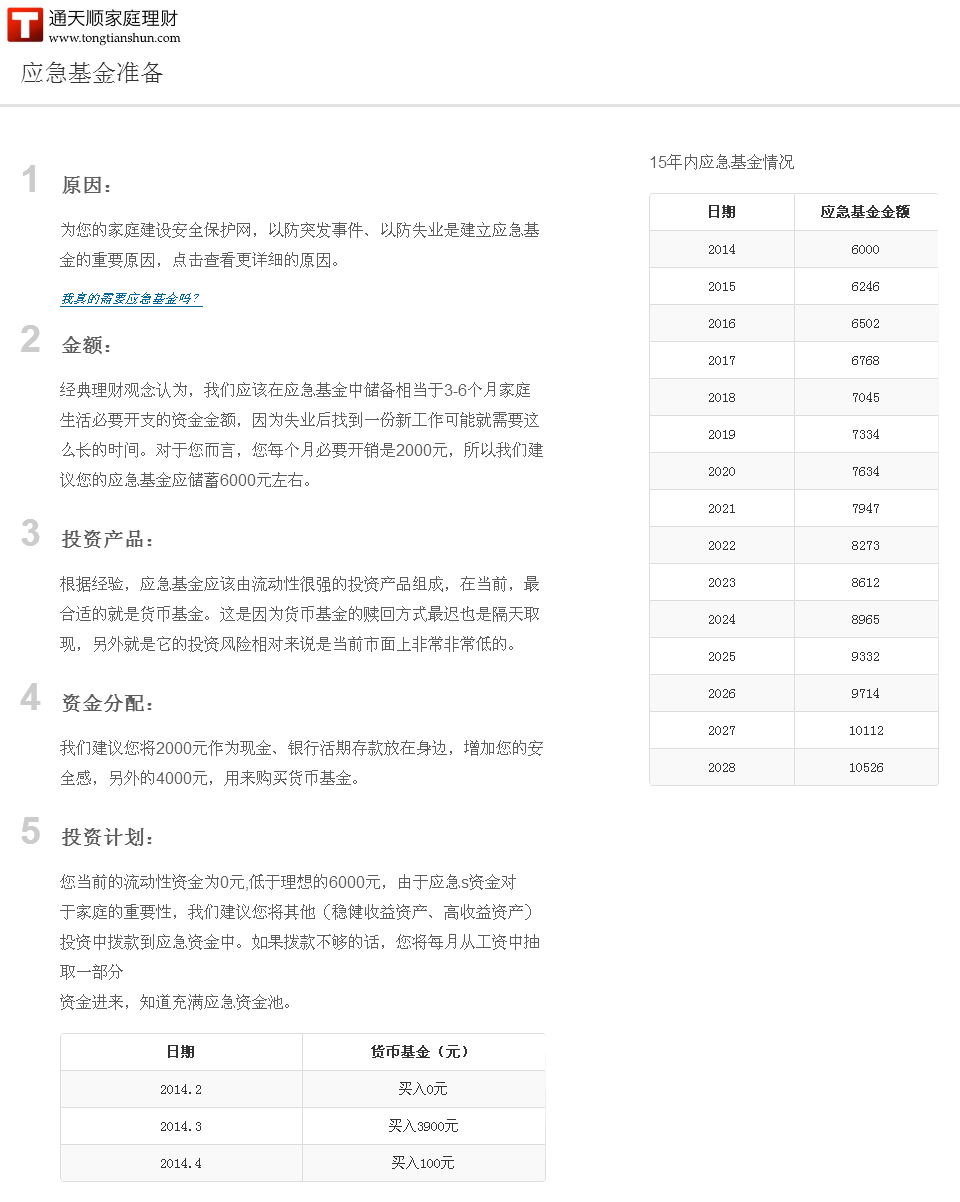 通天顺家庭理财
www.tongtianshun.com
应急基金准备
1 原因：
为您的家庭建设安全保护网，以防突发事件、以防失业是建立应急基
金的重要原因，点击查看更详细的原因。
我真的需要应急基金吗？
2 金额：
经典理财观念认为，我们应该在应急基金中储备相当于3-6个月家庭
生活必要开支的资金金额，因为失业后找到一份新工作可能就需要这
么长的时间。对于您而言，您每个月必要开销是2000元，所以我们建
议您的应急基金应储蓄6000元左右。
3 投资产品：
根据经验，应急基金应该由流动性很强的投资产品组成，在当前，最
合适的就是货币基金。这是因为货币基金的赎回方式最迟也是隔天取
现，另外就是它的投资风险相对来说是当前市面上非常非常低的。
4 资金分配：
我们建议您将2000元作为现金、银行活期存款放在身边，增加您的安
全感，另外的4000元，用来购买货币基金。
5 投资计划：
您当前的流动性资金为0元,低于理想的6000元，由于应急s资金对
于家庭的重要性，我们建议您将其他（稳健收益资产、高收益资产）
投资中拨款到应急资金中。如果拨款不够的话，您将每月从工资中抽
取一部分
资金进来，知道充满应急资金池。
日期 货币基金（元）
2014.2 买入0元
2014.3 买入3900元
2014.4 买入100元
15年内应急基金情况
日期 应急基金金额
2014 6000
2015 6246
2016 6502
2017 6768
2018 7045
2019 7334
2020 7634
2021 7947
2022 8273
2023 8612
2024 8965
2025 9332
2026 9714
2027 10112
2028 10526